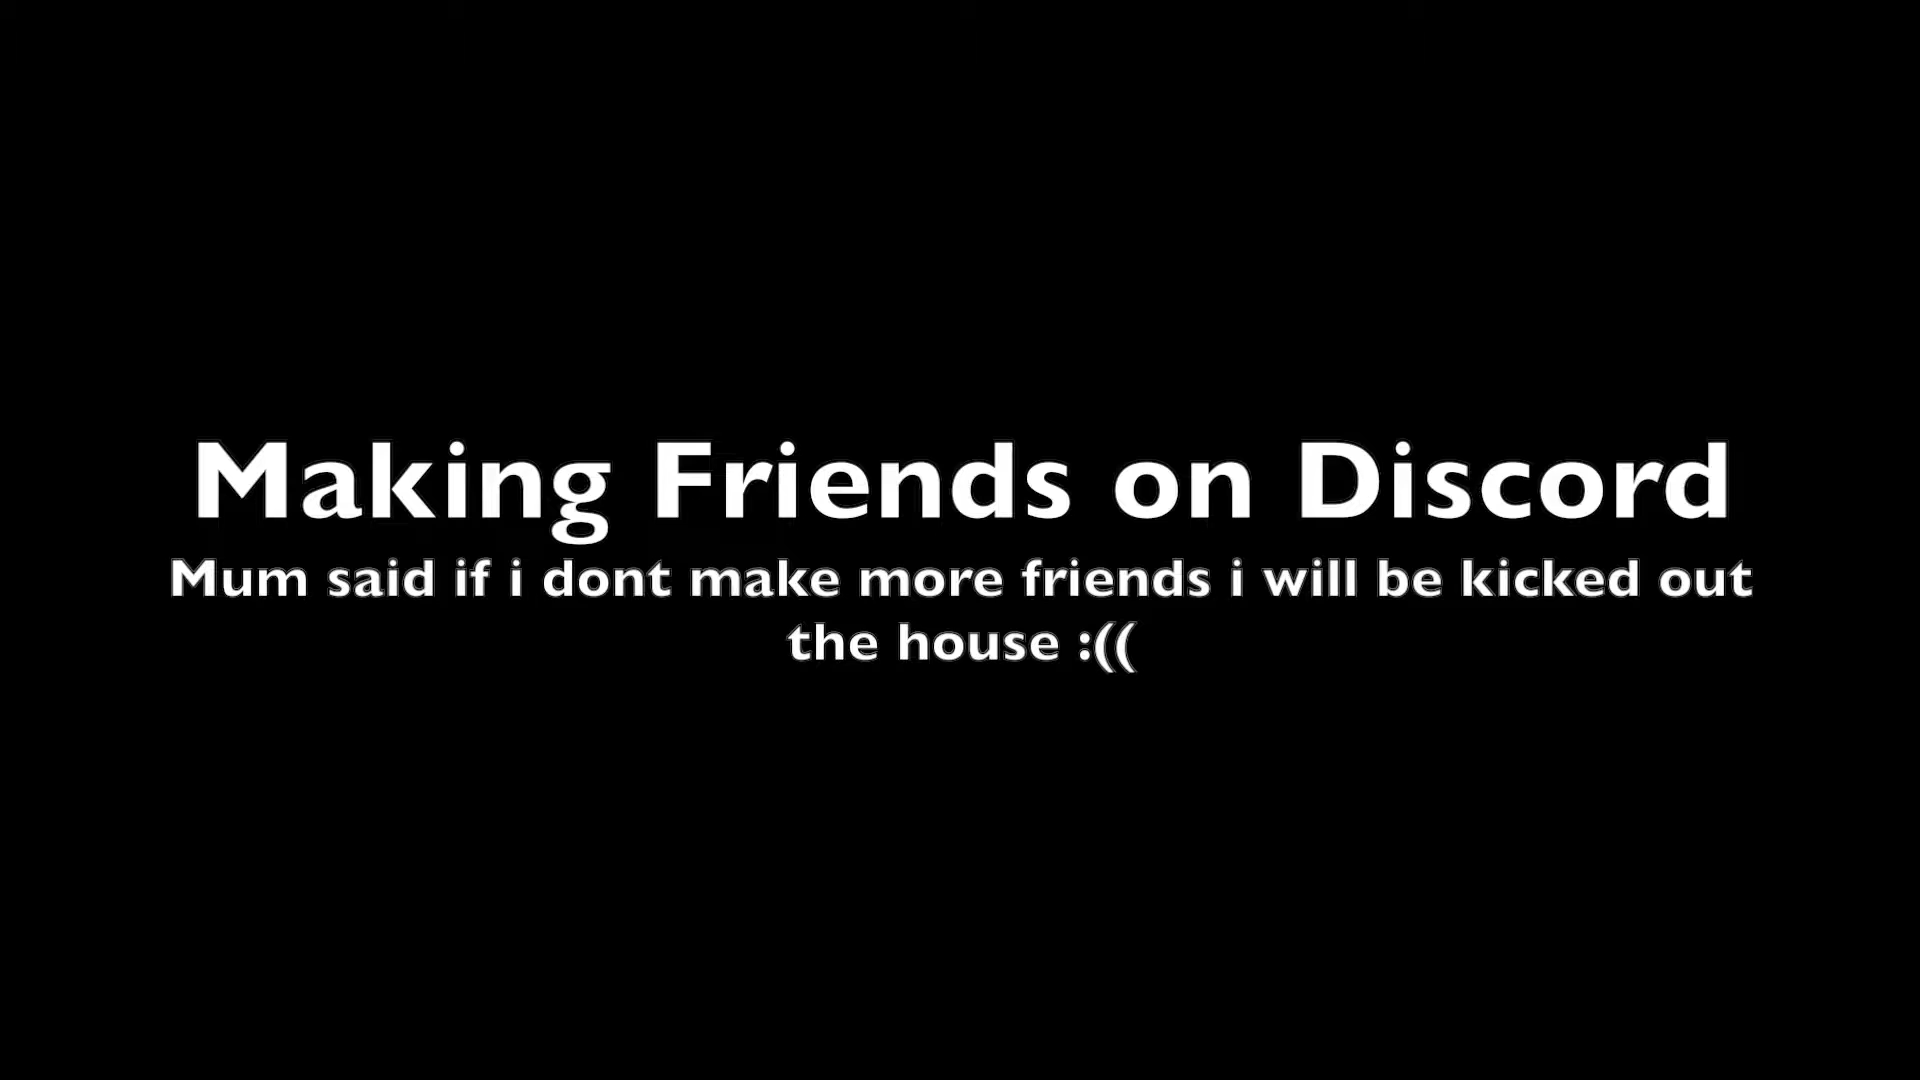 Making Friends on Discord
Mum said if i dont make more friends i will be kicked out
the house :((